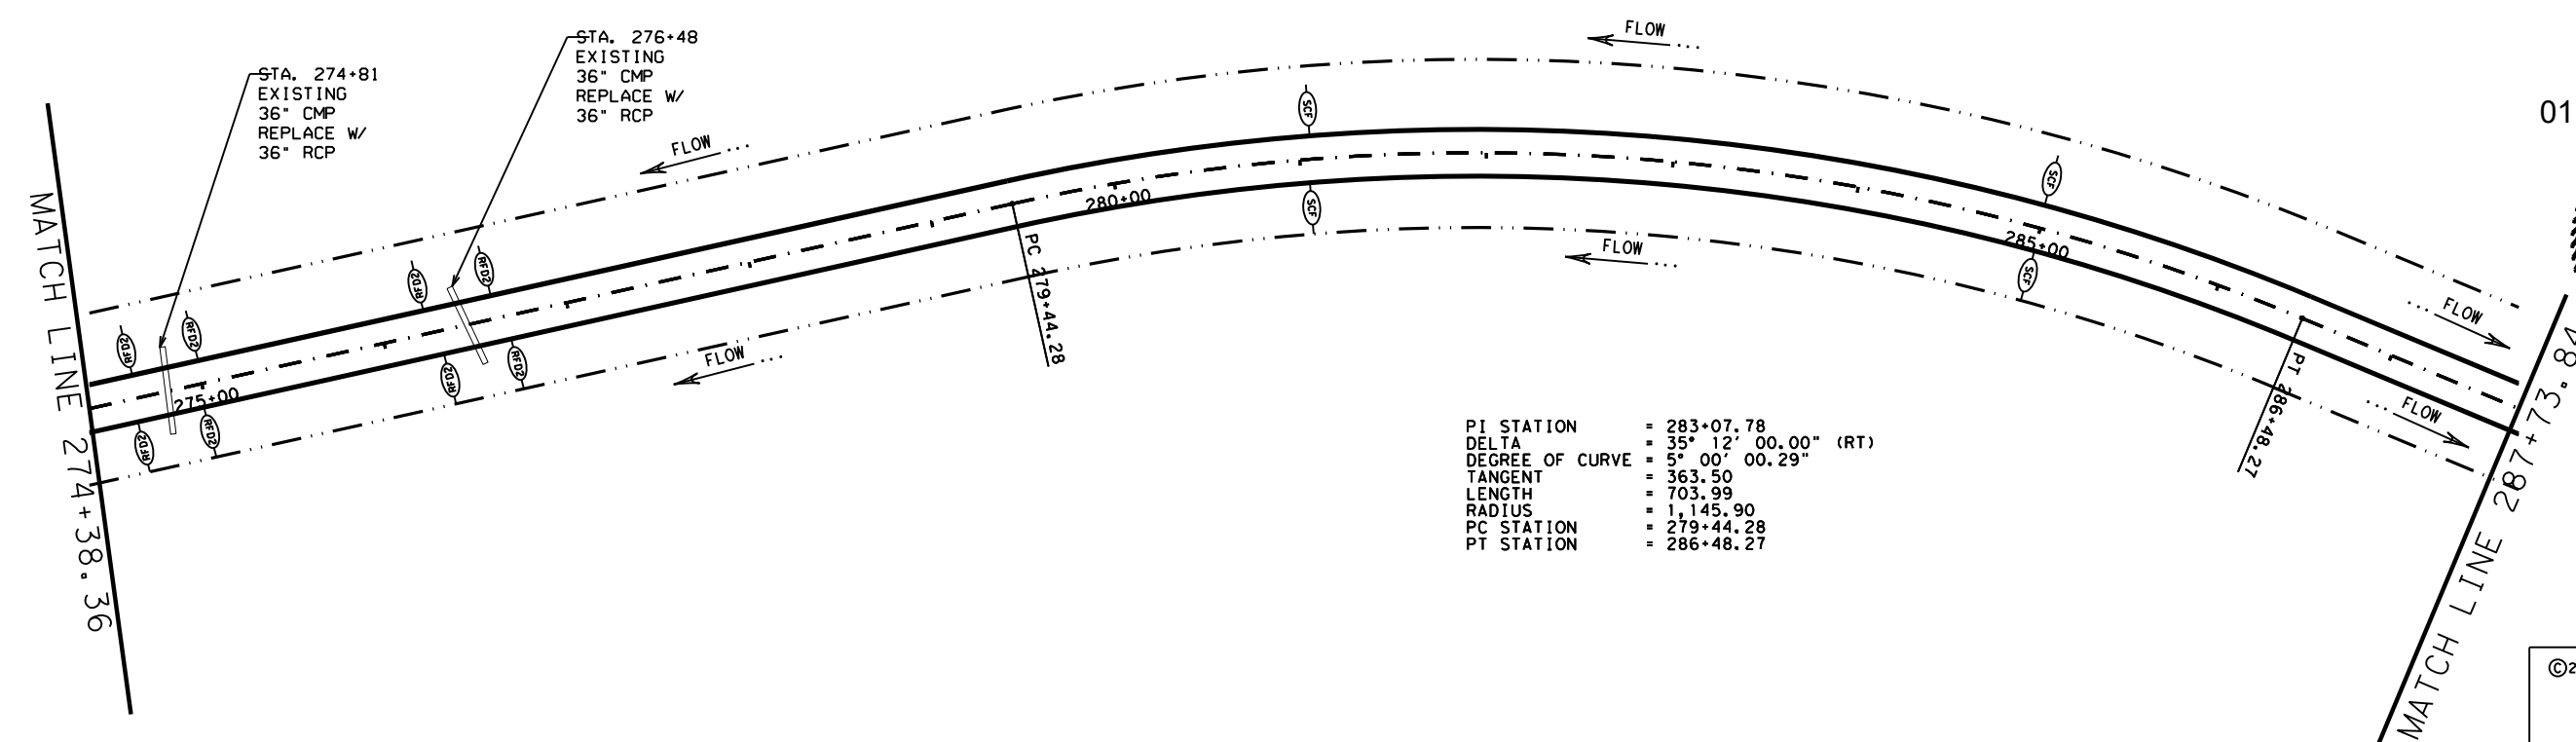 FLOW ...
STA. 276+48
EXISTING
36" CMP
REPLACE W/
36" RCP
STA. 274+81
EXISTING
36" CMP
REPLACE W/
36" RCP
01
SCF
FLOW ...
SCF
280+00
SCF
285+00
FLOW ...
SCF
RFD2
RFD2
RFD2
RFD2
275+00
RFD2
RFD2
RFD2
RFD2
FLOW ...
PC 279+44.28
... FLOW
... FLOW
PT 286+48.27
MATCH LINE 274+38.36
MATCH LINE 287+73.84
PI STATION = 283+07.78
DELTA = 35° 12' 00.00" (RT)
DEGREE OF CURVE = 5° 00' 00.29"
TANGENT = 363.50
LENGTH = 703.99
RADIUS = 1,145.90
PC STATION = 279+44.28
PT STATION = 286+48.27
©2